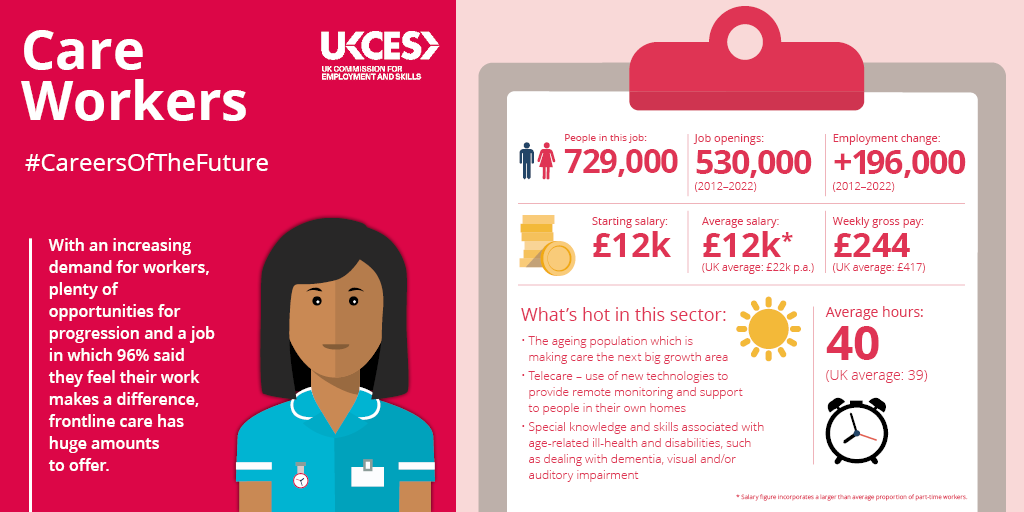 Care
Workers
UKCES
UK COMMISSION FOR
EMPLOYMENT AND SKILLS
#CareersOfTheFuture
With an increasing
demand for workers,
plenty of
opportunities for
progression and a job
in which 96% said
they feel their work
makes a difference,
frontline care has
huge amounts
to offer.
People in this job:
729,000
Job openings:
530,000
(2012–2022)
Employment change:
+196,000
(2012–2022)
Starting salary:
£12k
Average salary:
£12k*
(UK average: £22k p.a.)
Weekly gross pay:
£244
(UK average: £417)
What's hot in this sector:
· The ageing population which is
making care the next big growth area
· Telecare – use of new technologies to
provide remote monitoring and support
to people in their own homes
· Special knowledge and skills associated with
age-related ill-health and disabilities, such
as dealing with dementia, visual and/or
auditory impairment
Average hours:
40
(UK average: 39)
* Salary figure incorporates a larger than average proportion of part-time workers.